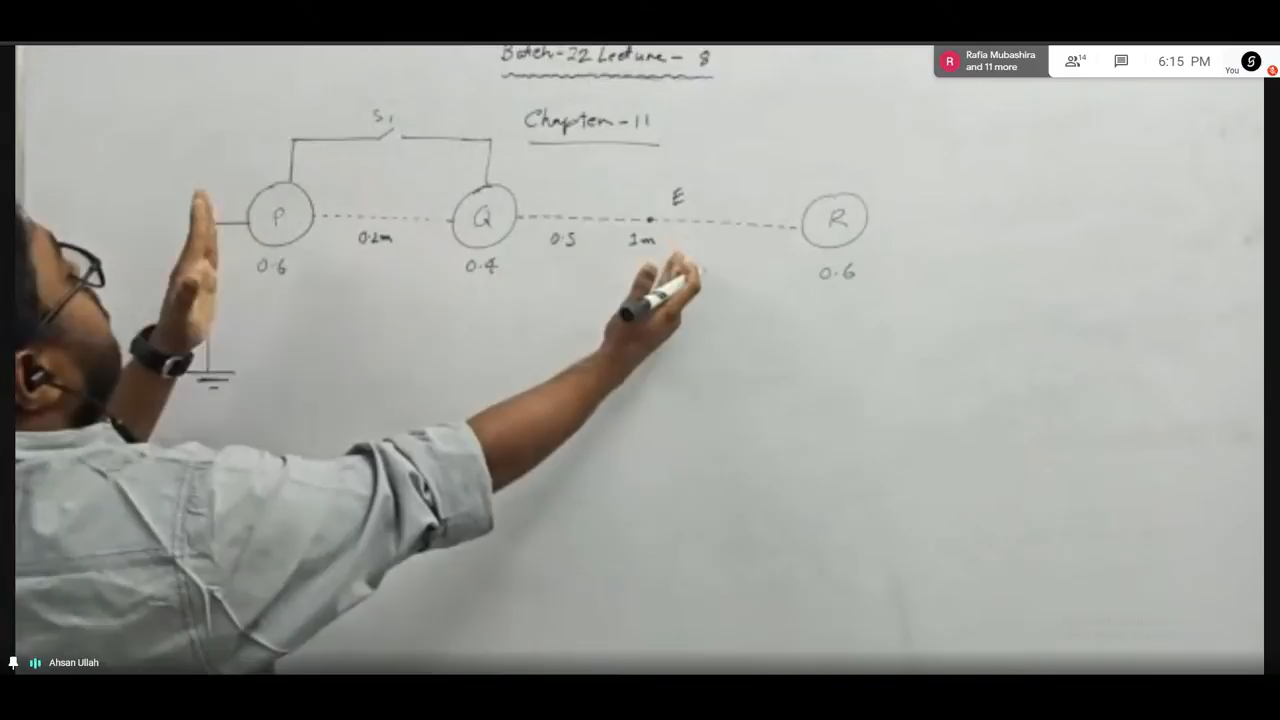 Batch-22 Lecture - 8
Rafia Mubashira
and 11 more
R
14
6:15 PM
You
Chapter-11
S1
P
Q
E
R
0.2m
0.5
1m
0.6
0.4
0.6
Ahsan Ullah